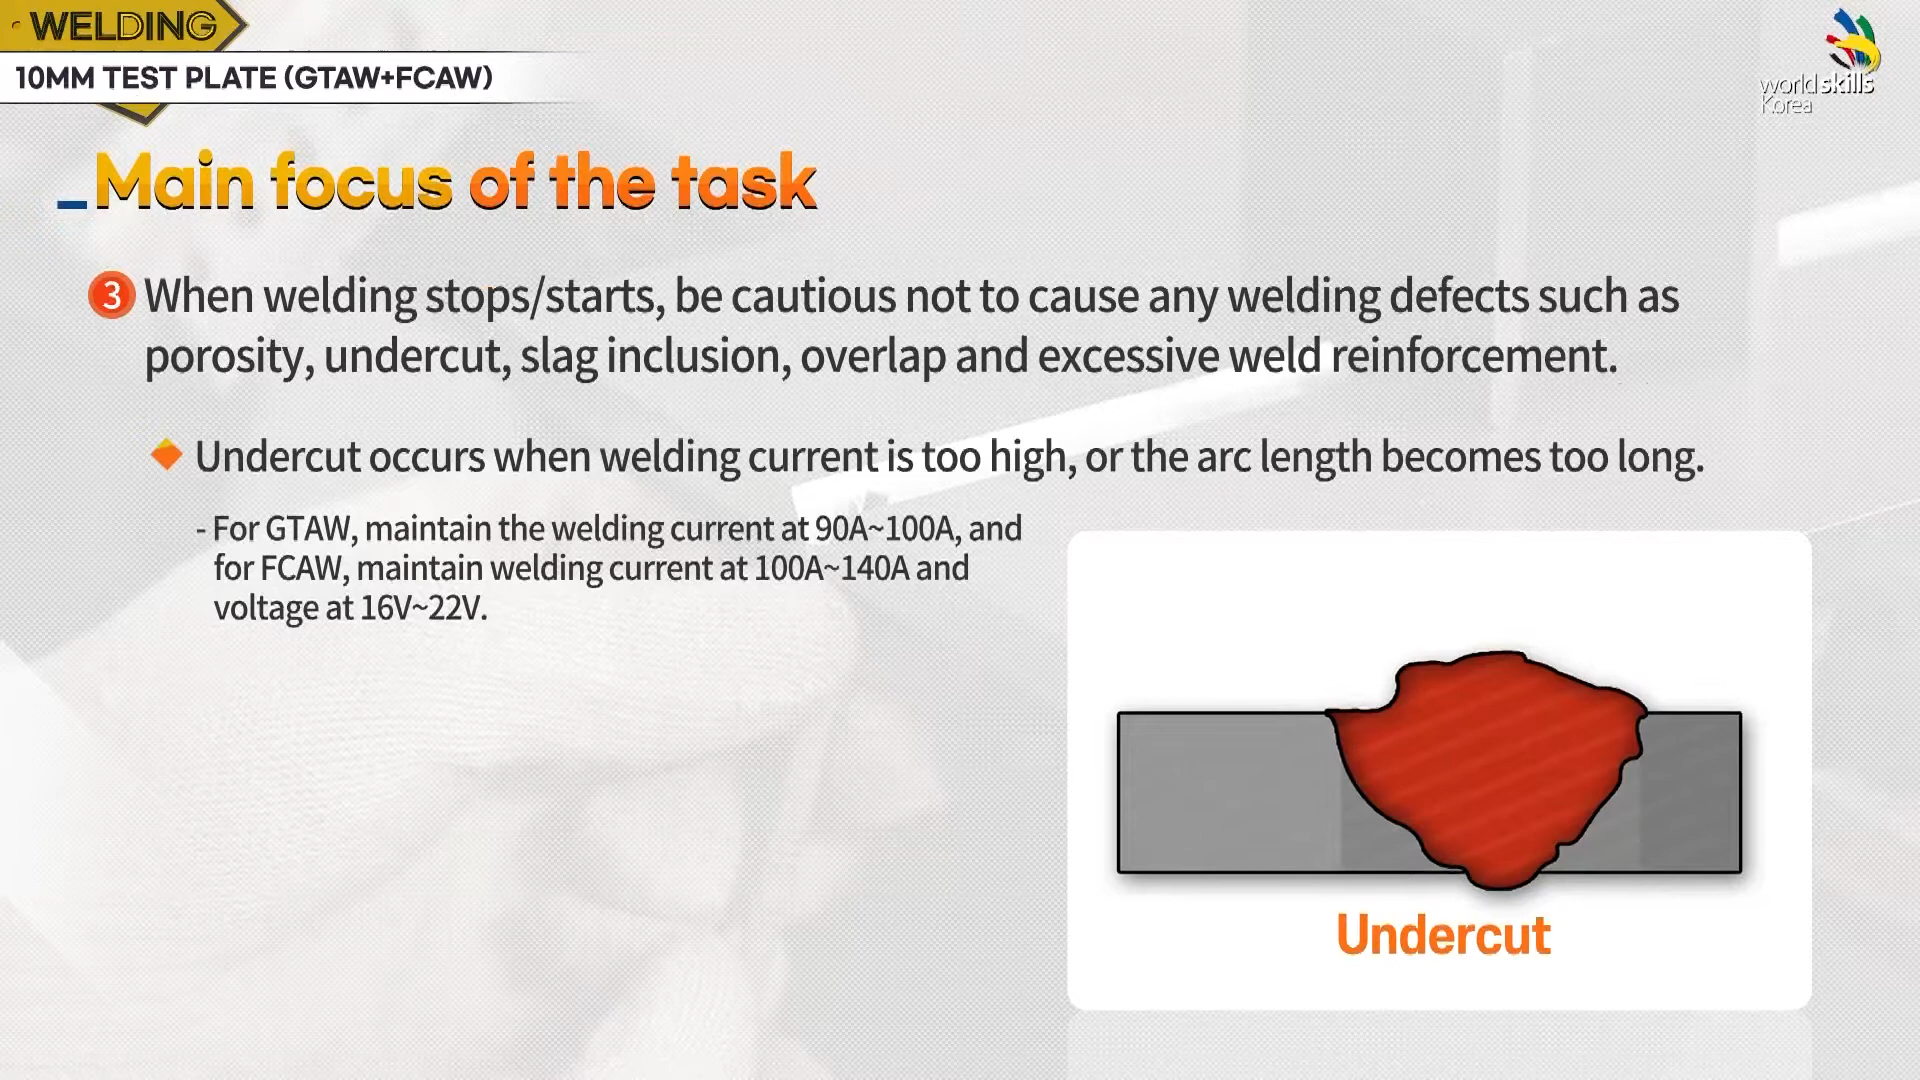 WELDING
10MM TEST PLATE (GTAW+FCAW)
worldskills
Korea
Main focus of the task
3 When welding stops/starts, be cautious not to cause any welding defects such as
porosity, undercut, slag inclusion, overlap and excessive weld reinforcement.
Undercut occurs when welding current is too high, or the arc length becomes too long.
- For GTAW, maintain the welding current at 90A~100A, and
for FCAW, maintain welding current at 100A~140A and
voltage at 16V~22V.
Undercut